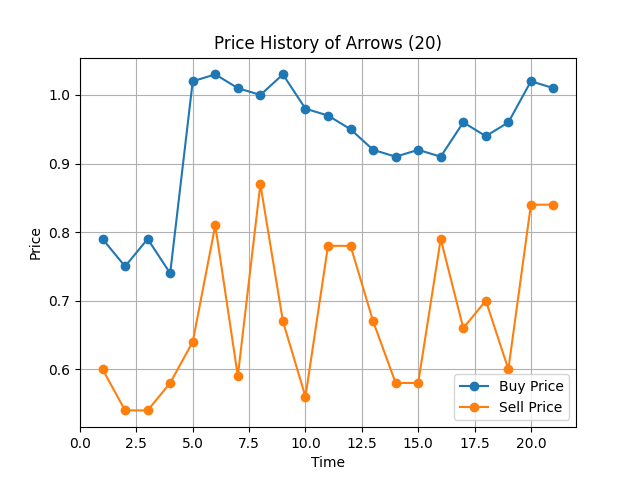 Price History of Arrows (20)
1.0
0.9
0.8
0.7
0.6
Price
Buy Price
Sell Price
0.0 2.5 5.0 7.5 10.0 12.5 15.0 17.5 20.0
Time